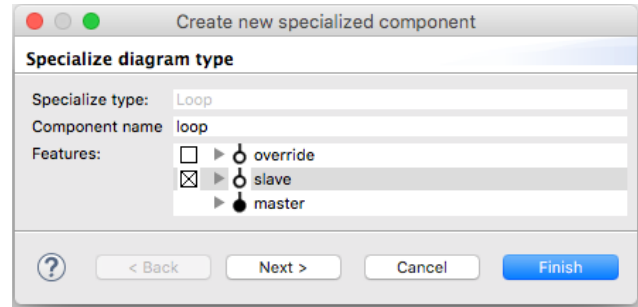 Create new specialized component
Specialize diagram type
Specialize type: Loop
Component name loop
Features: override
slave
master
? < Back Next > Cancel Finish